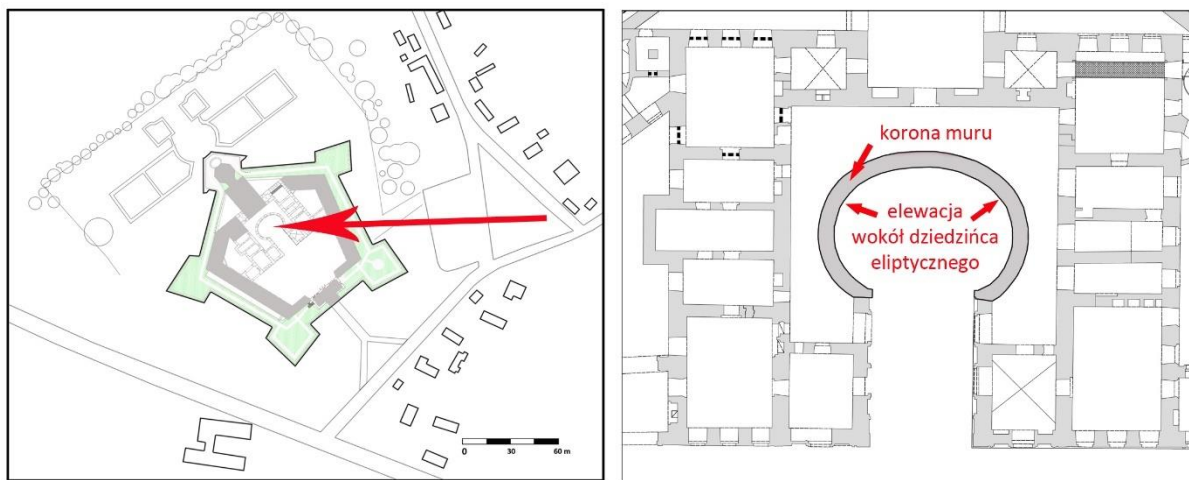 0 30 60 m
korona muru
elewacja
wokół dziedzińca
eliptycznego